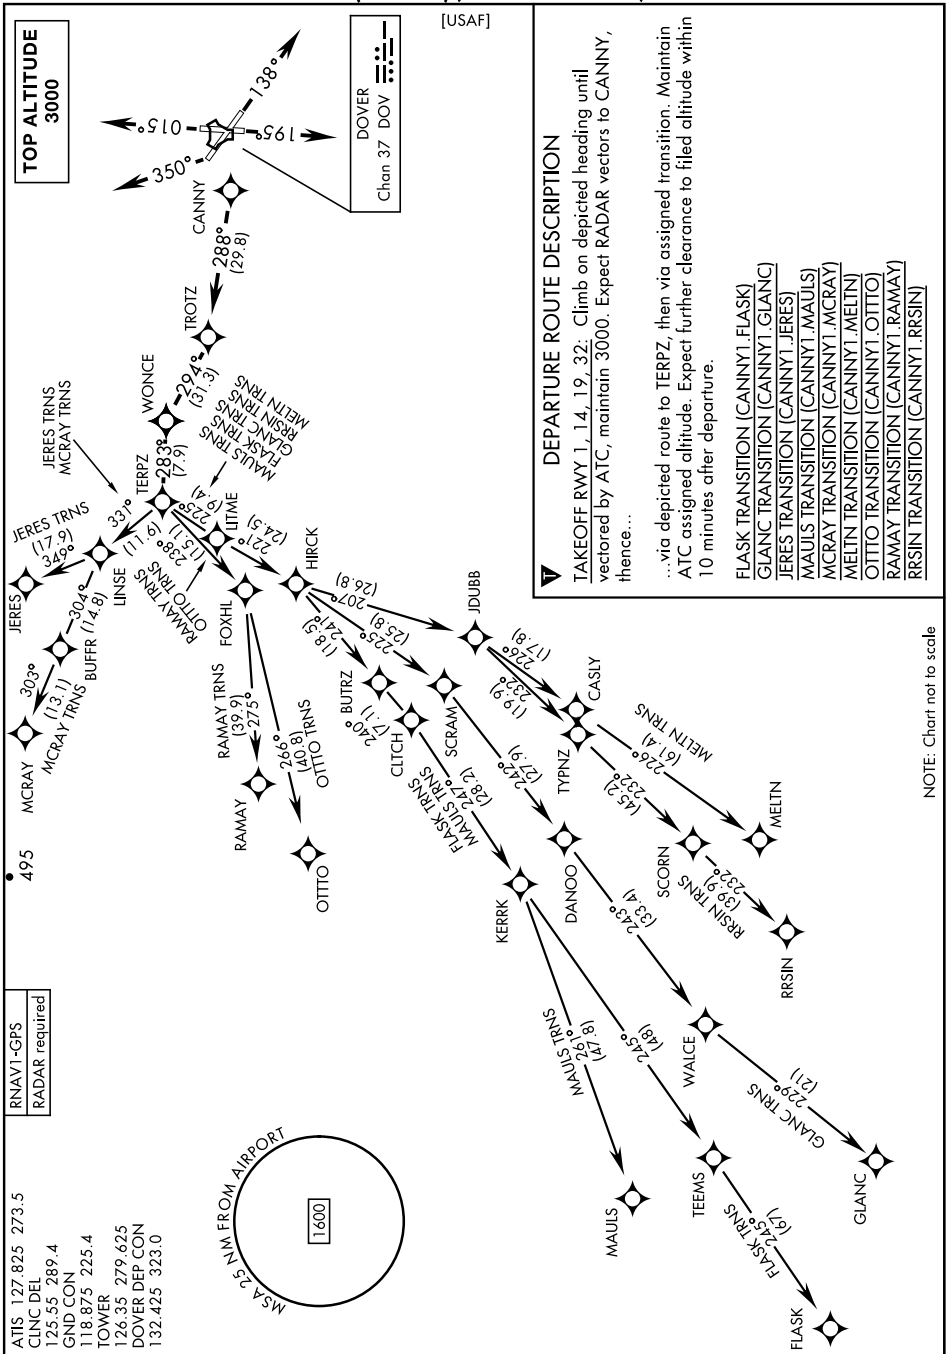 [USAF]
ATIS 127.825 273.5
CLNC DEL
125.55 289.4
GND CON
118.875 225.4
TOWER
126.35 279.625
DOVER DEP CON
132.425 323.0
RNAV1-GPS
RADAR required
TOP ALTITUDE
3000
MSA 25 NM FROM AIRPORT
1600
495
DOVER
Chan 37 DOV
015°
350°
138°
195°
CANNY
288°
(29.8)
TROTZ
294°
(31.3)
WONCE
283°
(7.9)
TERPZ
JERES TRNS
MCRAY TRNS
331°
(11.6)
LINSE
JERES TRNS
(17.9)
349°
JERES
304°
(14.8)
BUFFR
303°
(13.1)
MCRAY TRNS
MCRAY
238°
(15.1)
OTTTO TRNS
RAMAY TRNS
FOXHL
RAMAY TRNS
(39.9)
275°
RAMAY
266°
(40.8)
OTTTO TRNS
OTTTO
225°
(9.4)
MAULS TRNS
FLASK TRNS
GLANC TRNS
RRSIN TRNS
MELTN TRNS
LITME
221°
(24.5)
HIRCK
241°
(18.5)
BUTRZ
240°
(7.1)
CLTCH
FLASK TRNS
MAULS TRNS
247°
(28.2)
KERRK
MAULS TRNS
261°
(47.8)
MAULS
245°
(48)
TEEMS
FLASK TRNS
245°
(67)
FLASK
225°
(25.8)
SCRAM
242°
(27.9)
DANOO
243°
(33.4)
WALCE
GLANC TRNS
229°
(21)
GLANC
207°
(26.8)
JDUBB
226°
(17.8)
CASLY
226°
(61.4)
MELTN TRNS
MELTN
232°
(19.9)
TYPNZ
232°
(45.2)
SCORN
232°
(39.9)
RRSIN TRNS
RRSIN
T
DEPARTURE ROUTE DESCRIPTION
TAKEOFF RWY 1, 14, 19, 32: Climb on depicted heading until
vectored by ATC, maintain 3000. Expect RADAR vectors to CANNY,
thence...
...via depicted route to TERPZ, then via assigned transition. Maintain
ATC assigned altitude. Expect further clearance to filed altitude within
10 minutes after departure.
FLASK TRANSITION (CANNY1.FLASK)
GLANC TRANSITION (CANNY1.GLANC)
JERES TRANSITION (CANNY1.JERES)
MAULS TRANSITION (CANNY1.MAULS)
MCRAY TRANSITION (CANNY1.MCRAY)
MELTN TRANSITION (CANNY1.MELTN)
OTTTO TRANSITION (CANNY1.OTTTO)
RAMAY TRANSITION (CANNY1.RAMAY)
RRSIN TRANSITION (CANNY1.RRSIN)
NOTE: Chart not to scale